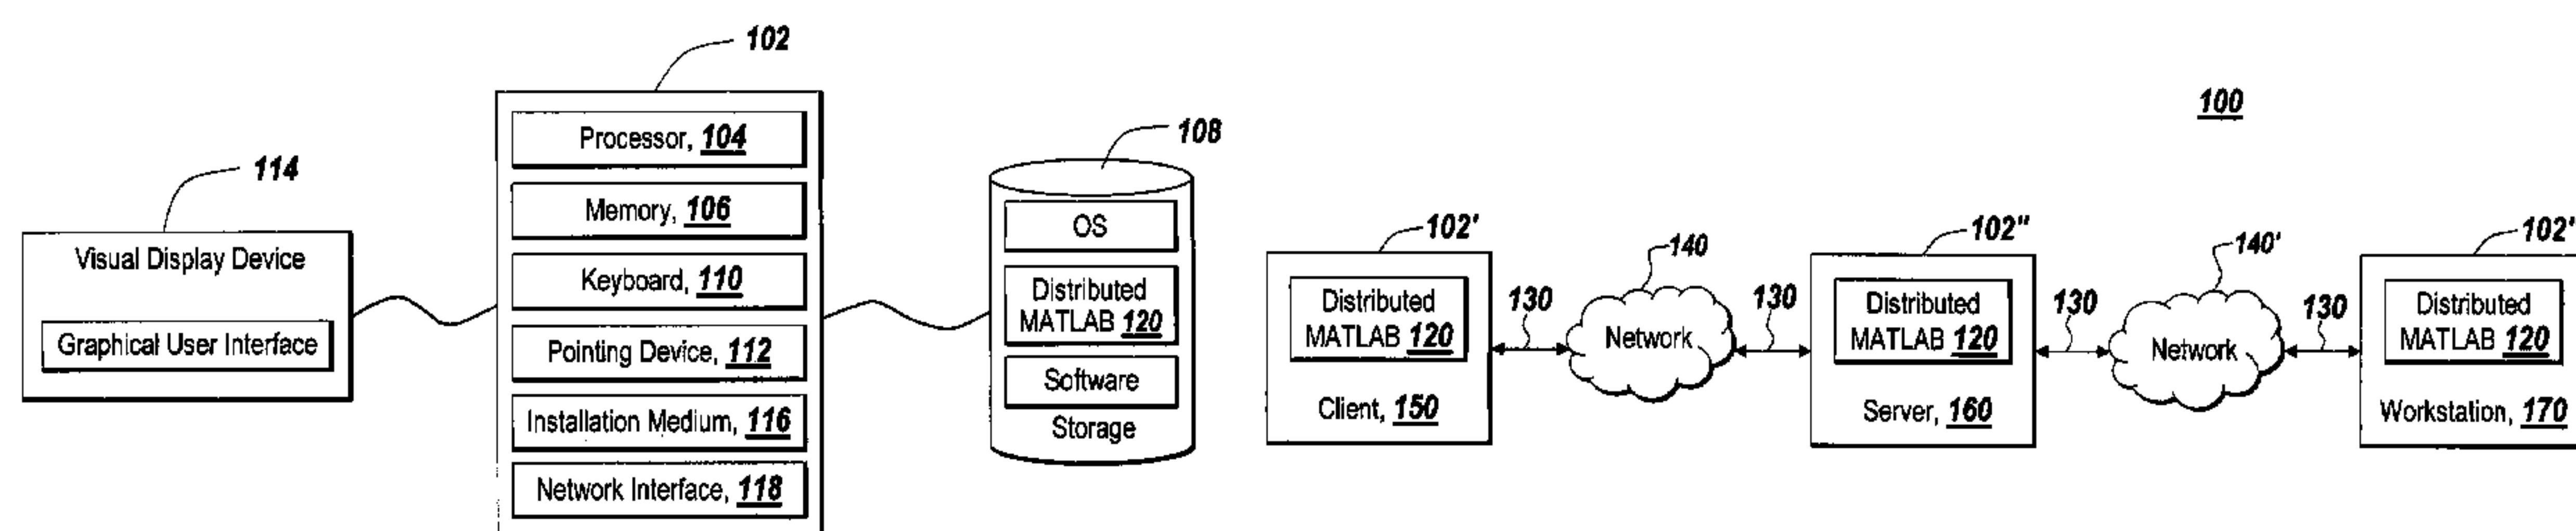 102
Processor, 104
Memory, 106
Keyboard, 110
Pointing Device, 112
Installation Medium, 116
Network Interface, 118
114
Visual Display Device
Graphical User Interface
108
OS
Distributed
MATLAB 120
Software
Storage
100
102'
Distributed
MATLAB 120
Client, 150
130
140
Network
130
102"
Distributed
MATLAB 120
Server, 160
130
140'
Network
130
Distributed
MATLAB 120
Workstation, 170